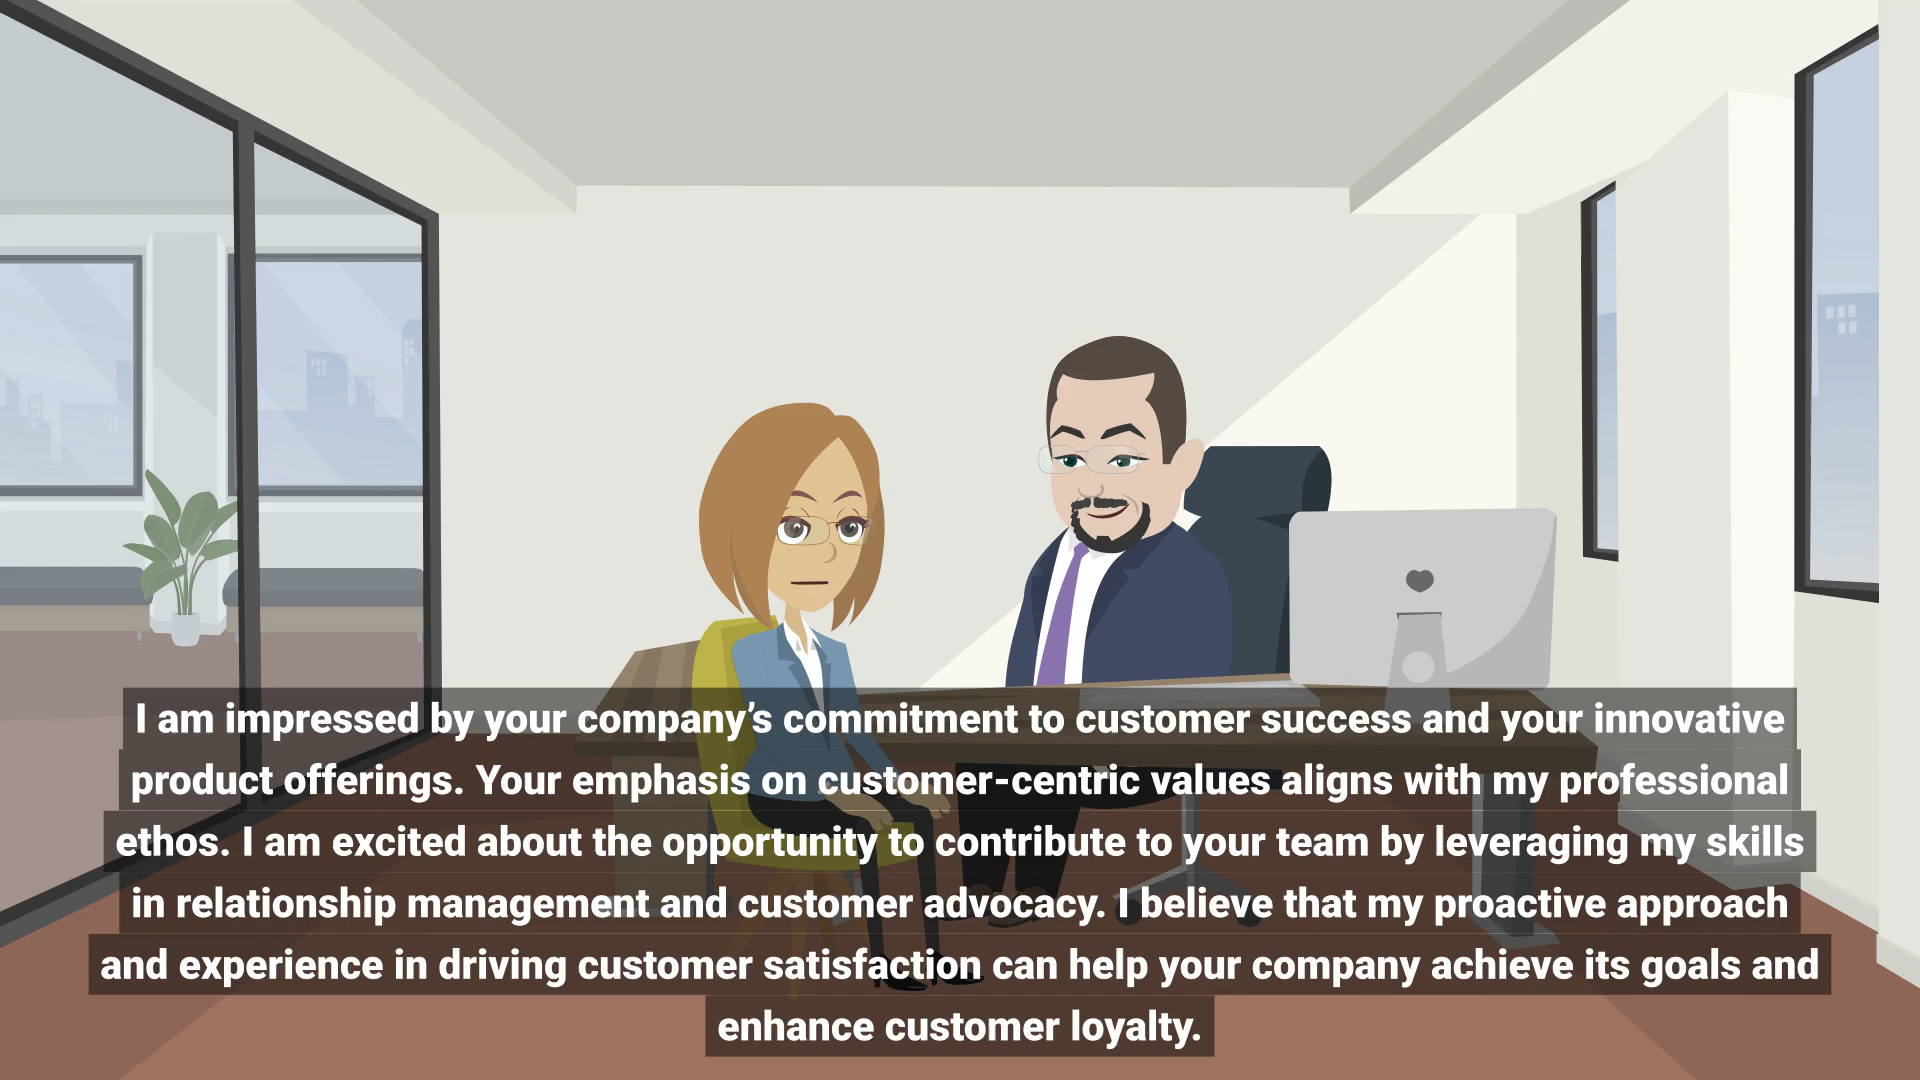 I am impressed by your company’s commitment to customer success and your innovative
product offerings. Your emphasis on customer-centric values aligns with my professional
ethos. I am excited about the opportunity to contribute to your team by leveraging my skills
in relationship management and customer advocacy. I believe that my proactive approach
and experience in driving customer satisfaction can help your company achieve its goals and
enhance customer loyalty.